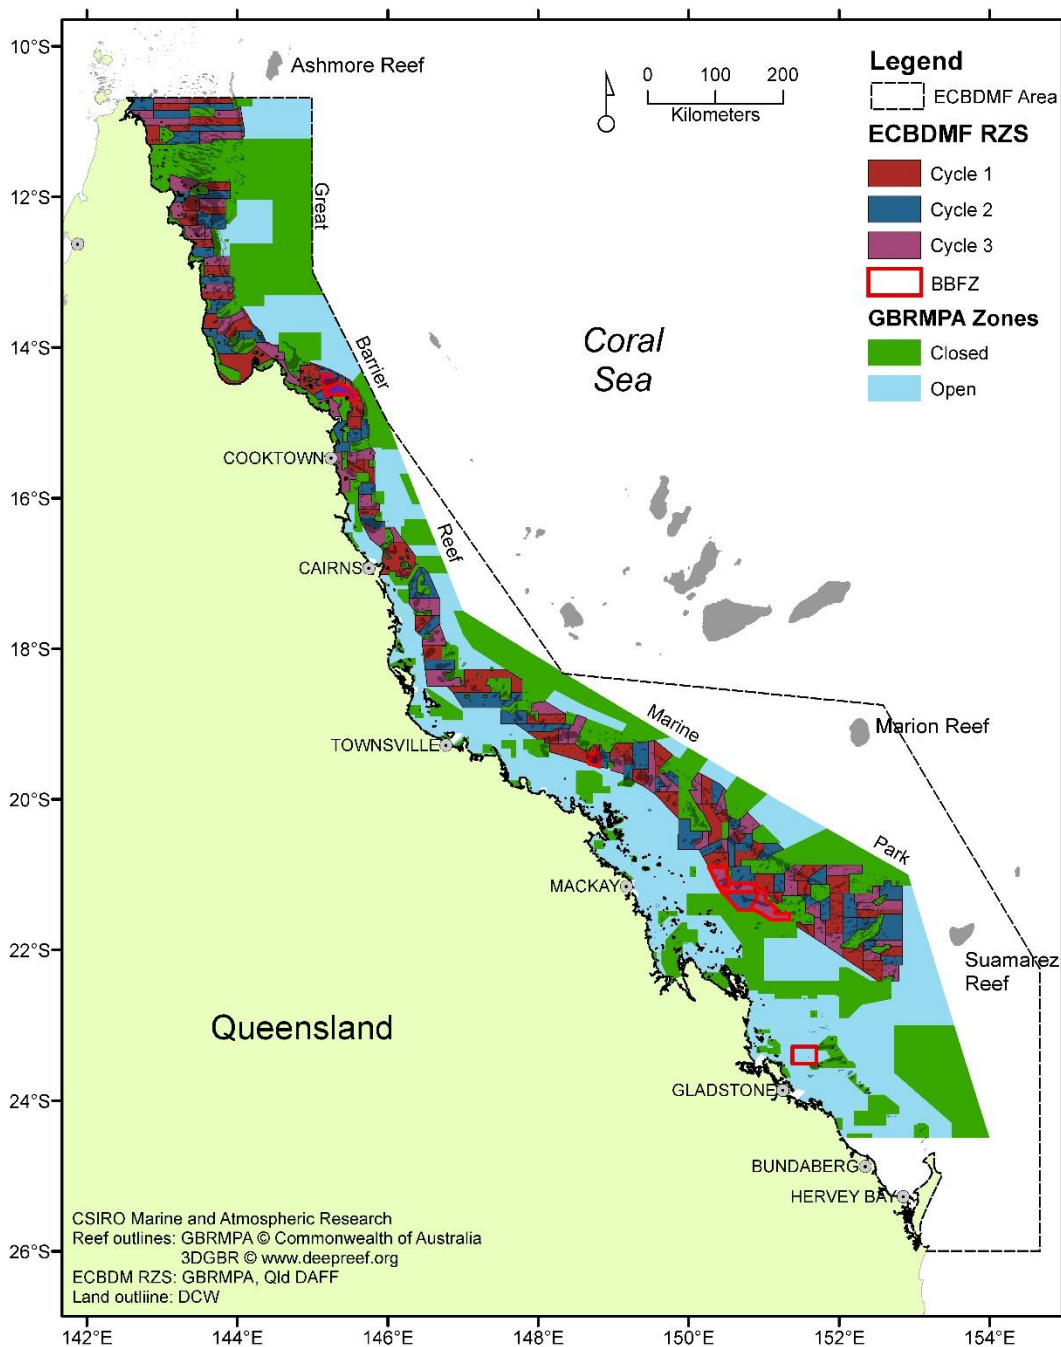 10°S
12°S
14°S
16°S
18°S
20°S
22°S
24°S
26°S
142°E
144°E
146°E
148°E
150°E
152°E
154°E
Ashmore Reef
0 100 200
Kilometers
Legend
ECBDMF Area
ECBDMF RZS
Cycle 1
Cycle 2
Cycle 3
BBFZ
GBRMPA Zones
Closed
Open
Great
Barrier
Reef
Marine
Park
Coral
Sea
COOKTOWN
CAIRNS
TOWNSVILLE
Marion Reef
MACKAY
Suamarez
Reef
Queensland
GLADSTONE
BUNDABERG
HERVEY BAY
CSIRO Marine and Atmospheric Research
Reef outlines: GBRMPA © Commonwealth of Australia
3DGBR © www.deepreef.org
ECBDM RZS: GBRMPA, Qld DAFF
Land outliine: DCW